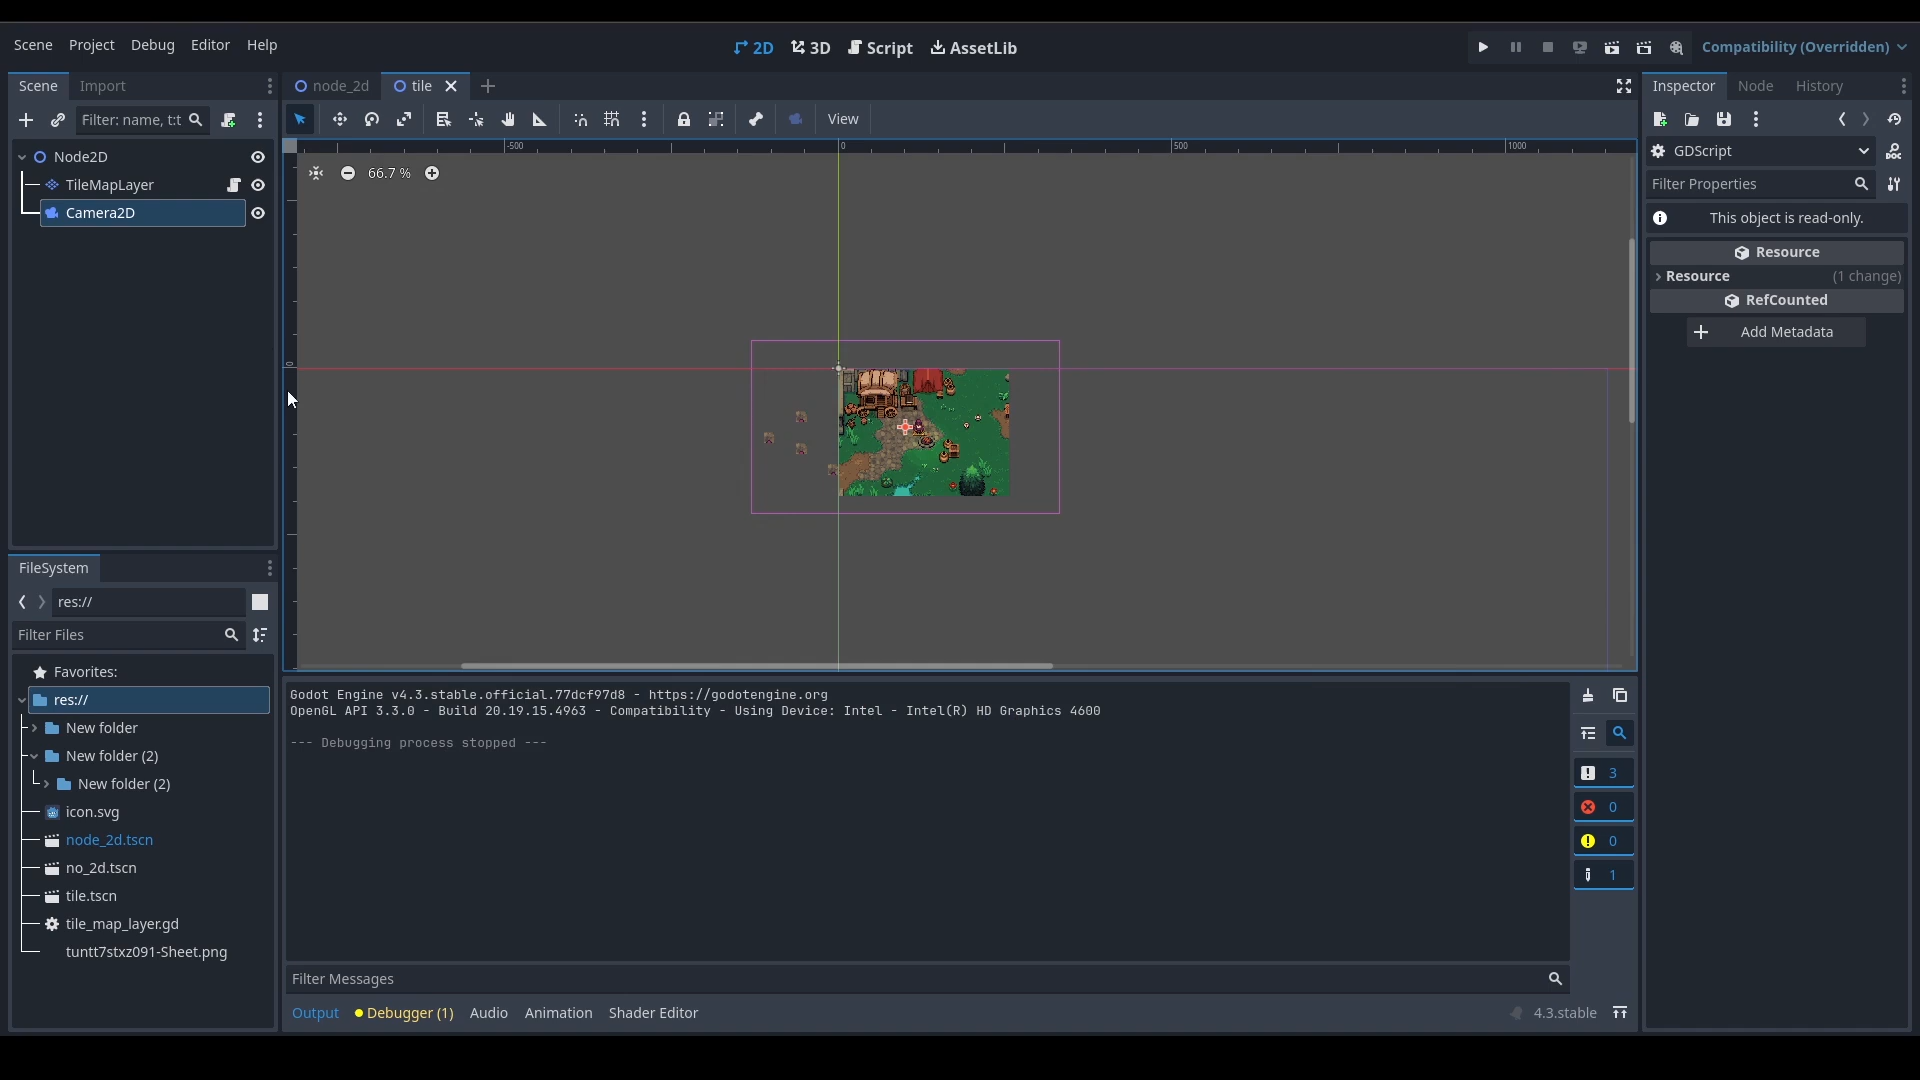 Scene Project Debug Editor Help
2D 3D Script AssetLib
Compatibility (Overridden)
Scene Import
node_2d tile
Inspector Node History
Filter: name, t:t
View
GDScript
Filter Properties
This object is read-only.
Resource
Resource (1 change)
RefCounted
Add Metadata
Node2D
TileMapLayer
Camera2D
-500 0 500 1000
66.7 %
0
FileSystem
res://
Filter Files
Favorites:
res://
New folder
New folder (2)
New folder (2)
icon.svg
node_2d.tscn
no_2d.tscn
tile.tscn
tile_map_layer.gd
tuntt7stxz091-Sheet.png
Godot Engine v4.3.stable.official.77dcf97d8 - https://godotengine.org
OpenGL API 3.3.0 - Build 20.19.15.4963 - Compatibility - Using Device: Intel - Intel(R) HD Graphics 4600
--- Debugging process stopped ---
3
0
0
1
Filter Messages
Output Debugger (1) Audio Animation Shader Editor
4.3.stable